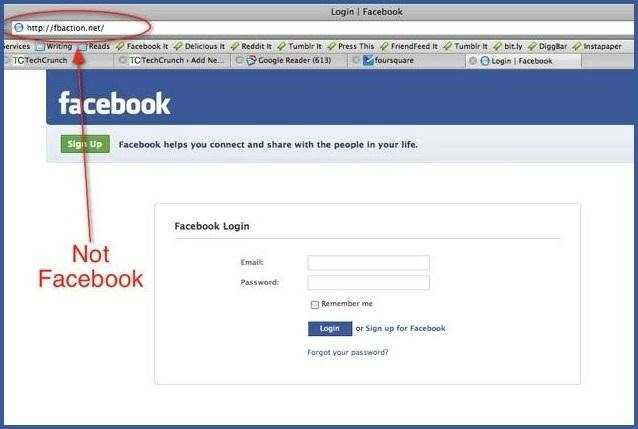 Login | Facebook
http://fbaction.net/
Services Writing Reads Facebook It Delicious It Reddit It Tumblr It Press This FriendFeed It Tumblr It bit.ly DiggBar Instapaper
TC TechCrunch TC TechCrunch › Add Ne... Google Reader (613) foursquare Login | Facebook
facebook
Sign Up Facebook helps you connect and share with the people in your life.
Facebook Login
Not
Facebook
Email:
Password:
Remember me
Login or Sign up for Facebook
Forgot your password?